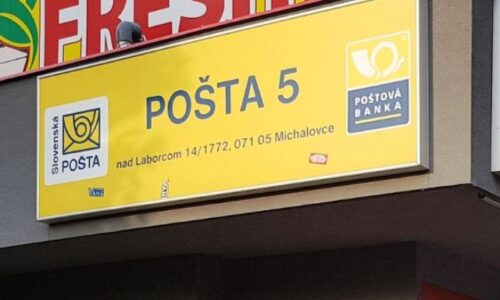 FRESH
Slovenská
POŠTA
POŠTA 5
nad Laborcom 14/1772, 071 05 Michalovce
POŠTOVÁ
BANKA